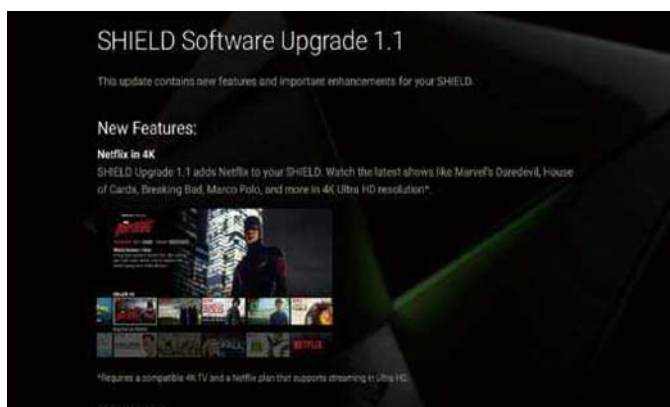 SHIELD Software Upgrade 1.1
This update contains new features and important enhancements for your SHIELD.
New Features:
Netflix in 4K
SHIELD Upgrade 1.1 adds Netflix to your SHIELD. Watch the latest shows like Marvel's Daredevil, House
of Cards, Breaking Bad, Marco Polo, and more in 4K Ultra HD resolution*.
NETFLIX
*Requires a compatible 4K TV and a Netflix plan that supports streaming in Ultra HD.